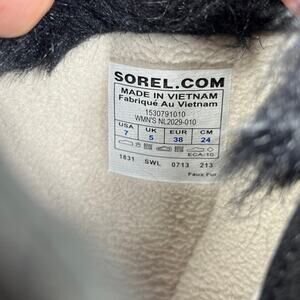 SOREL.COM
MADE IN VIETNAM
Fabriqué Au Vietnam
1530791010
WMN'S NL2029-010
USA UK EUR CM
7 5 38 24
ECA:10
1831 SWL 0713 213
Faux Fur